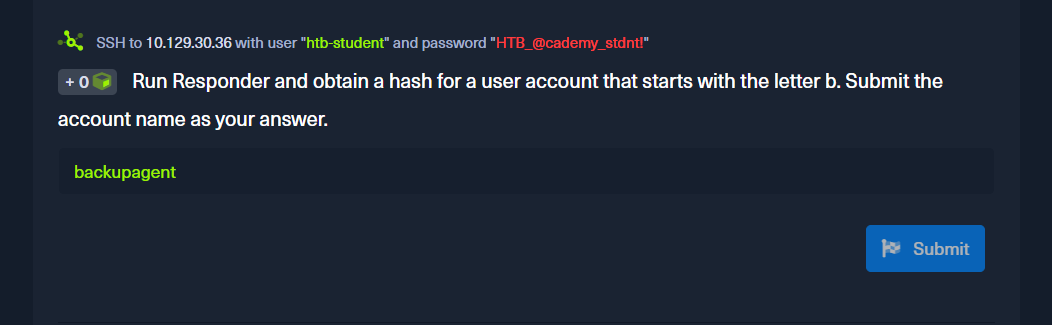 SSH to 10.129.30.36 with user "htb-student" and password "HTB_@cademy_stdnt!"
+ 0 Run Responder and obtain a hash for a user account that starts with the letter b. Submit the
account name as your answer.
backupagent
Submit